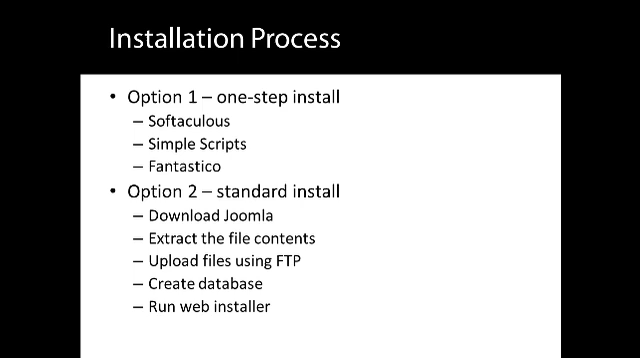 Installation Process
• Option 1 – one-step install
– Softaculous
– Simple Scripts
– Fantastico
• Option 2 – standard install
– Download Joomla
– Extract the file contents
– Upload files using FTP
– Create database
– Run web installer